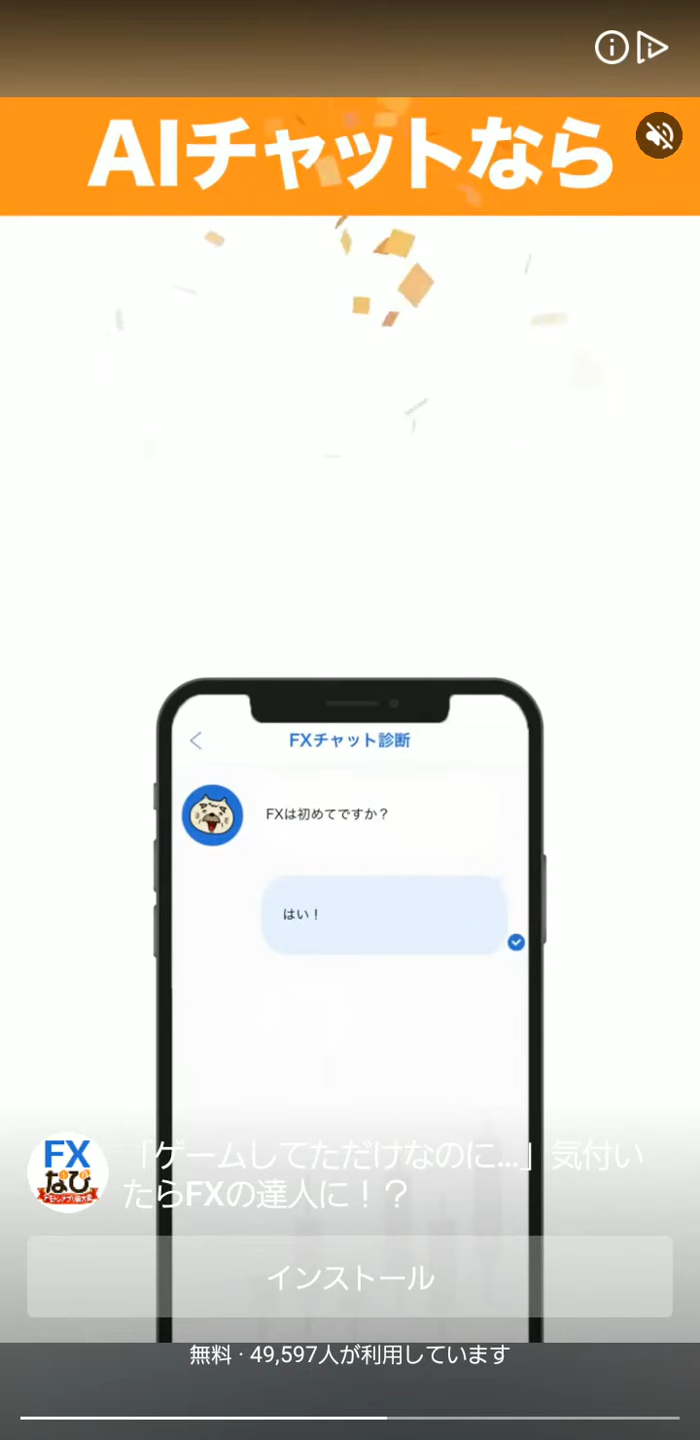 AIチャットなら
FXチャット診断
FXは初めてですか？
はい！
FX
なび
「ゲームしてただけなのに...」気付い
たらFXの達人に！？
インストール
無料 · 49,597人が利用しています